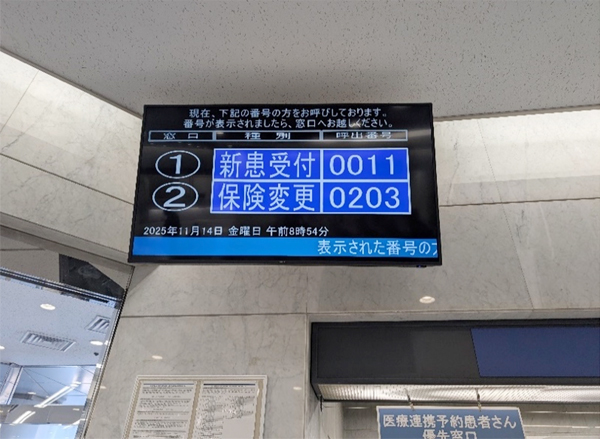 現在、下記の番号の方をお呼びしております。
番号が表示されましたら、窓口へお越しください。
窓口 種別 呼出番号
① 新患受付 0011
② 保険変更 0203
2025年11月14日 金曜日 午前8時54分
表示された番号の方
医療連携予約患者さん
優先窓口